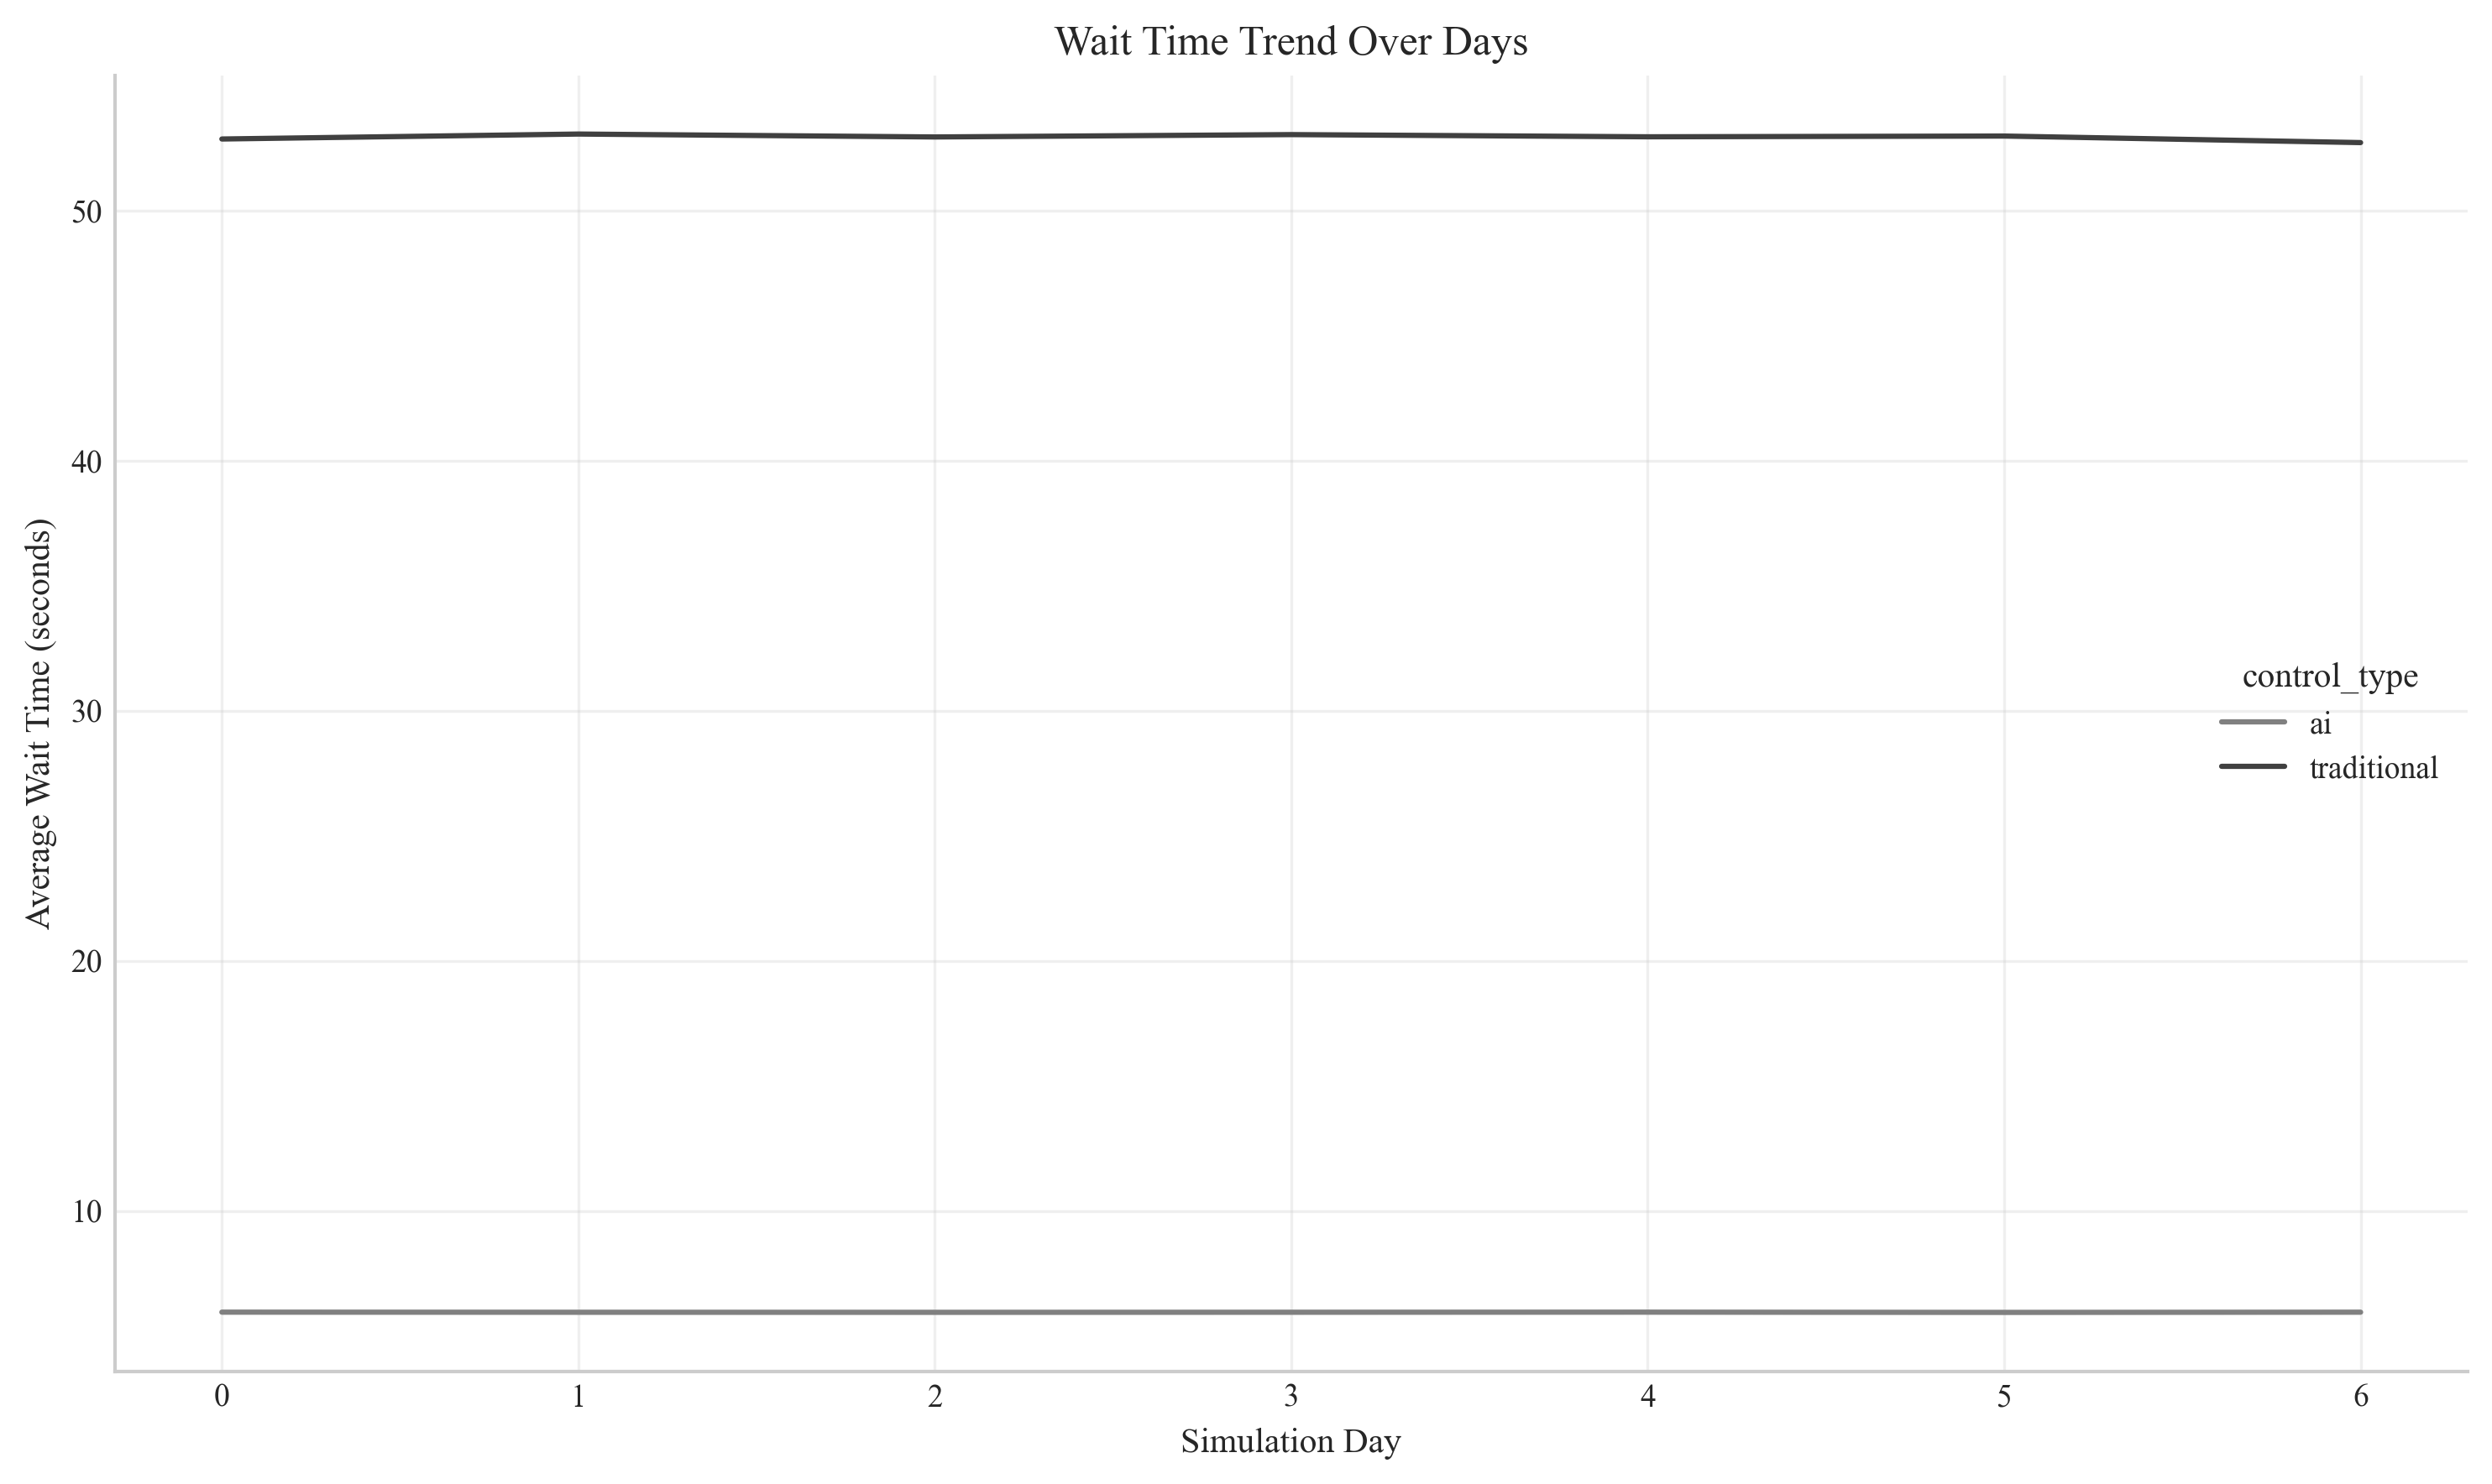 Wait Time Trend Over Days
Average Wait Time (seconds)
50
40
30
20
10
control_type
ai
traditional
0 1 2 3 4 5 6
Simulation Day